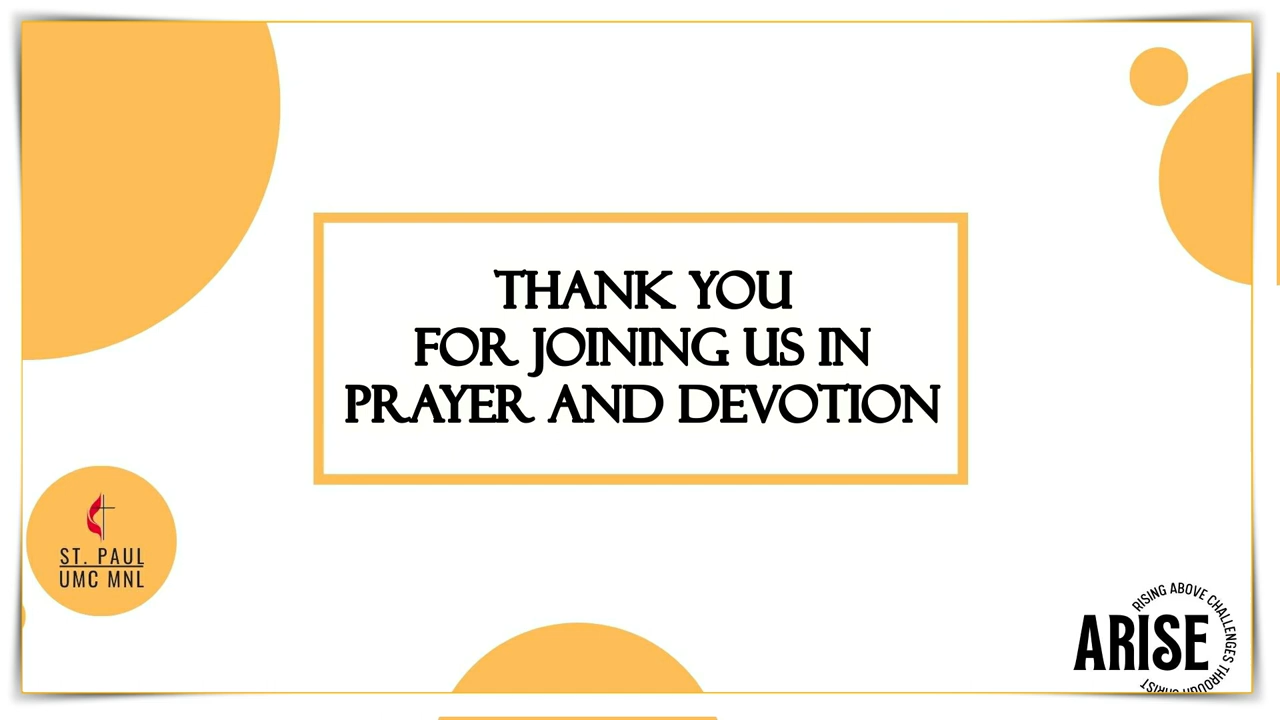 THANK YOU
FOR JOINING US IN
PRAYER AND DEVOTION
ST. PAUL
UMC MNL
RISING ABOVE CHALLENGES THROUGH CHRIST
ARISE